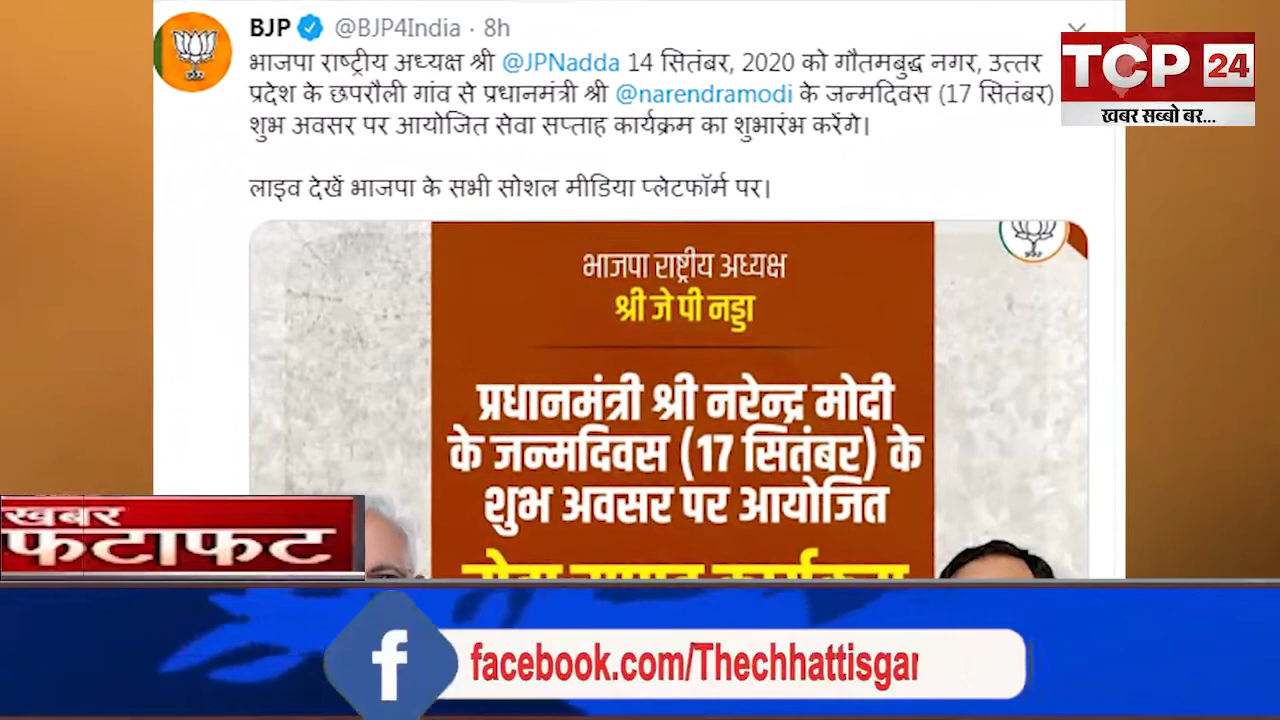 BJP @BJP4India · 8h
भाजपा राष्ट्रीय अध्यक्ष श्री @JPNadda 14 सितंबर, 2020 को गौतमबुद्ध नगर, उत्तर
प्रदेश के छपरौली गांव से प्रधानमंत्री श्री @narendramodi के जन्मदिवस (17 सितंबर)
शुभ अवसर पर आयोजित सेवा सप्ताह कार्यक्रम का शुभारंभ करेंगे।
लाइव देखें भाजपा के सभी सोशल मीडिया प्लेटफॉर्म पर।
TCP 24
खबर सब्बो बर...
भाजपा राष्ट्रीय अध्यक्ष
श्री जे पी नड्डा
प्रधानमंत्री श्री नरेन्द्र मोदी
के जन्मदिवस (17 सितंबर) के
शुभ अवसर पर आयोजित
खबर
फटाफट
f facebook.com/Thechhattisgar